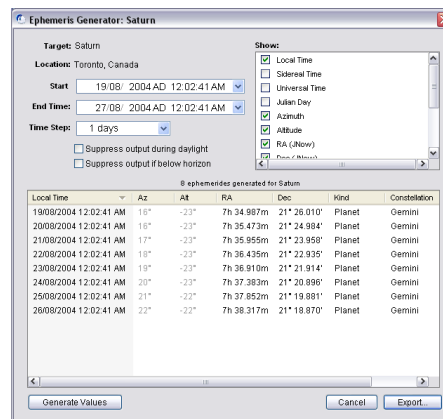 Ephemeris Generator: Saturn
Target: Saturn
Location: Toronto, Canada
Start 19/08/ 2004 AD 12:02:41 AM
End Time: 27/08/ 2004 AD 12:02:41 AM
Time Step: 1 days
Suppress output during daylight
Suppress output if below horizon
Show:
Local Time
Sidereal Time
Universal Time
Julian Day
Azimuth
Altitude
RA (JNow)
Dec (JNow)
8 ephemerides generated for Saturn
Local Time Az Alt RA Dec Kind Constellation
19/08/2004 12:02:41 AM 16° -23° 7h 34.987m 21° 26.010' Planet Gemini
20/08/2004 12:02:41 AM 16° -23° 7h 35.473m 21° 24.984' Planet Gemini
21/08/2004 12:02:41 AM 17° -23° 7h 35.955m 21° 23.958' Planet Gemini
22/08/2004 12:02:41 AM 18° -23° 7h 36.435m 21° 22.935' Planet Gemini
23/08/2004 12:02:41 AM 19° -23° 7h 36.910m 21° 21.914' Planet Gemini
24/08/2004 12:02:41 AM 20° -23° 7h 37.383m 21° 20.896' Planet Gemini
25/08/2004 12:02:41 AM 21° -22° 7h 37.852m 21° 19.881' Planet Gemini
26/08/2004 12:02:41 AM 22° -22° 7h 38.317m 21° 18.870' Planet Gemini
Generate Values Cancel Export...